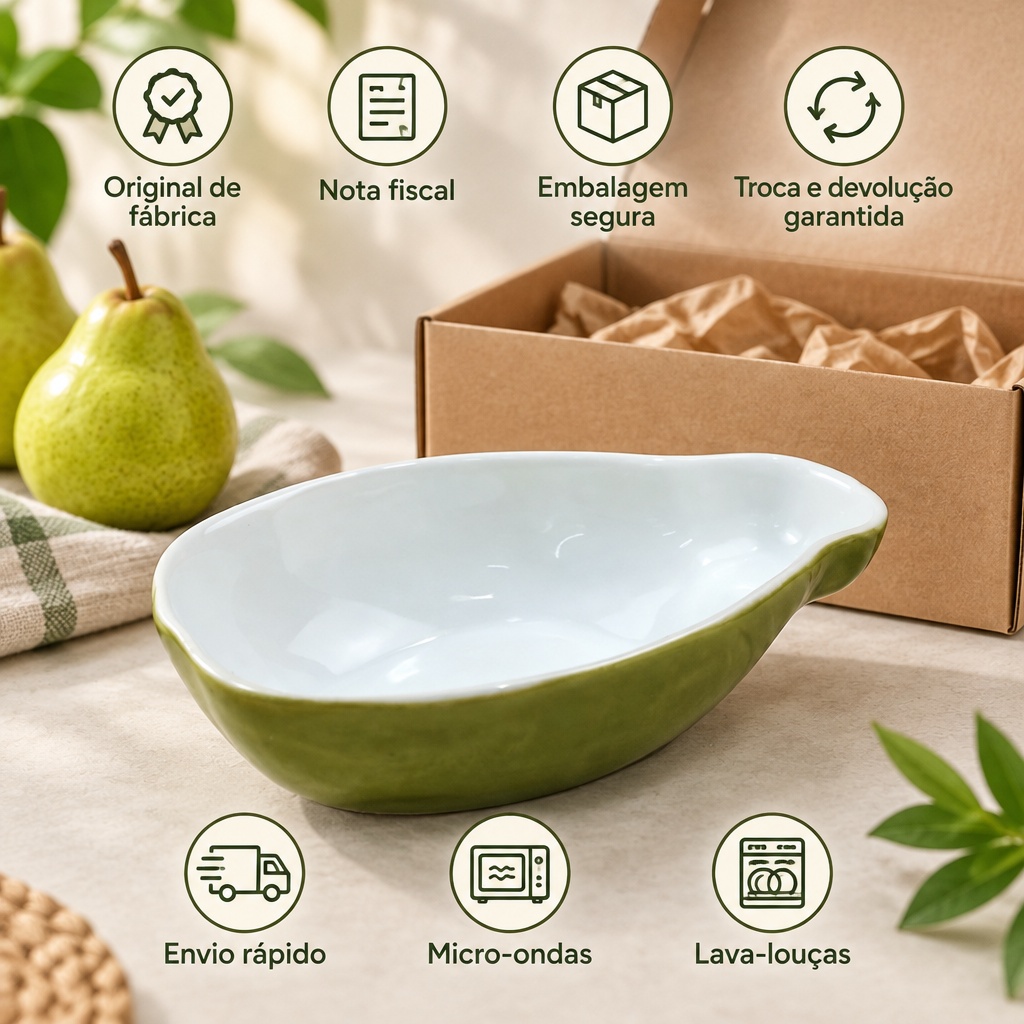 Original de
fábrica
Nota fiscal
Embalagem
segura
Troca e devolução
garantida
Envio rápido
Micro-ondas
Lava-louças